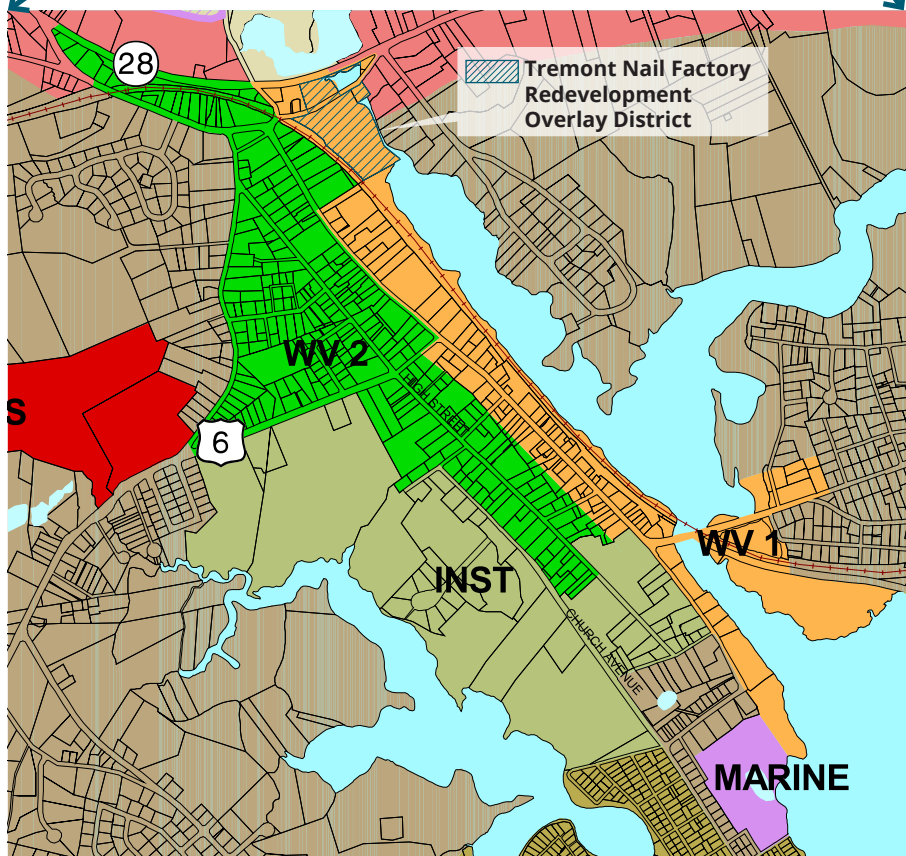 28
Tremont Nail Factory
Redevelopment
Overlay District
WV 2
HIGH STREET
S
6
WV 1
INST
CHURCH AVENUE
MARINE